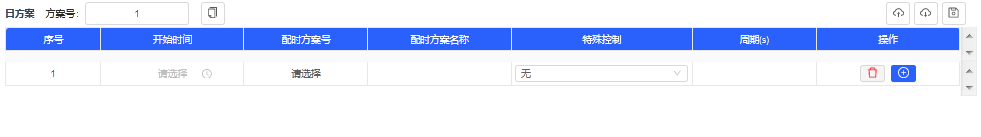 日方案 方案号: 1
序号 开始时间 配时方案号 配时方案名称 特殊控制 周期(s) 操作
1 请选择 请选择 无